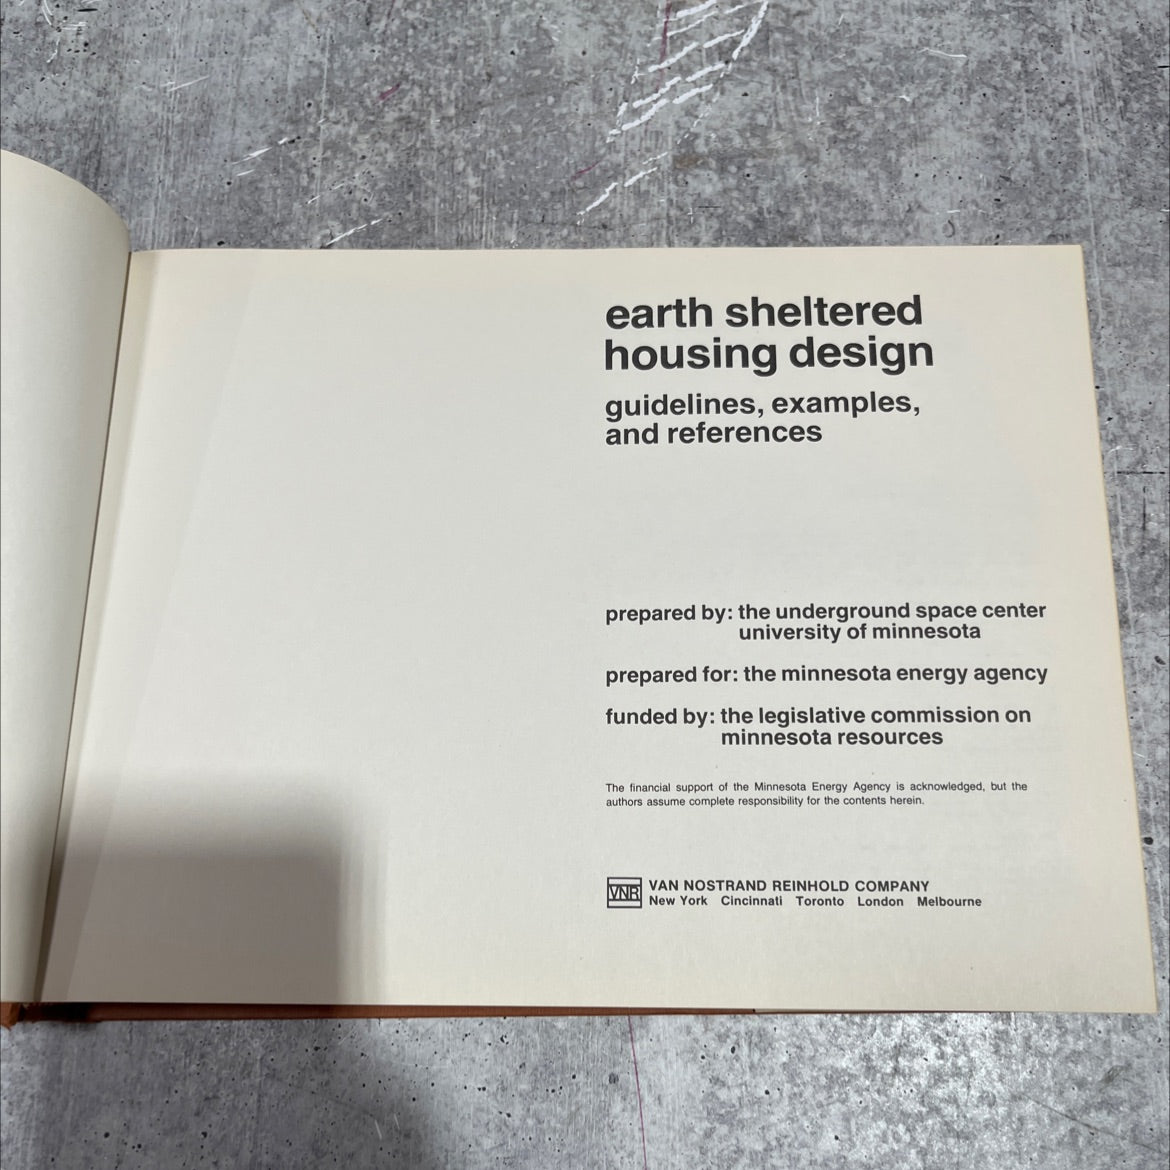 earth sheltered
housing design
guidelines, examples,
and references
prepared by: the underground space center
university of minnesota
prepared for: the minnesota energy agency
funded by: the legislative commission on
minnesota resources
The financial support of the Minnesota Energy Agency is acknowledged, but the
authors assume complete responsibility for the contents herein.
VNR VAN NOSTRAND REINHOLD COMPANY
New York Cincinnati Toronto London Melbourne